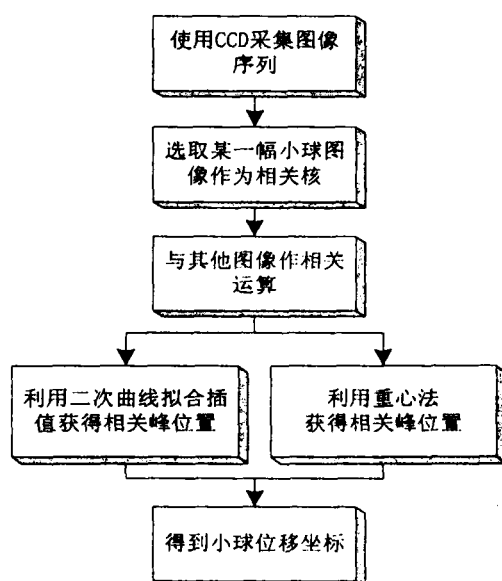 使用CCD采集图像
序列
选取某一幅小球图
像作为相关核
与其他图像作相关
运算
利用二次曲线拟合插
值获得相关峰位置
利用重心法
获得相关峰位置
得到小球位移坐标